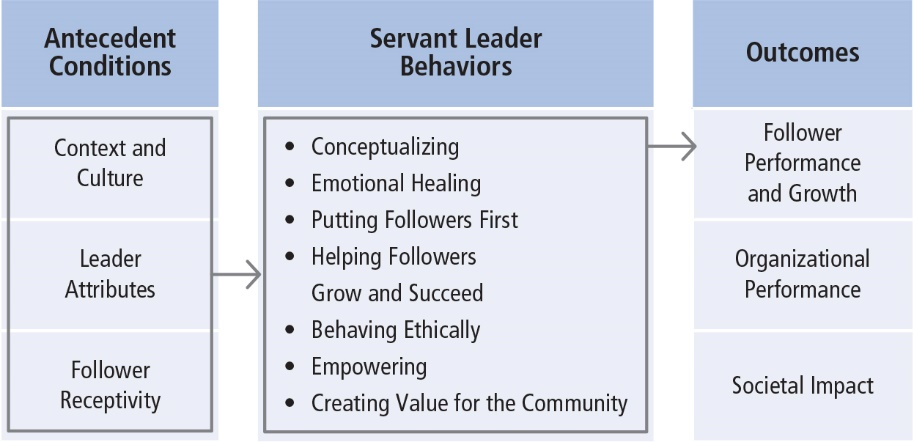 Antecedent
Conditions
Context and
Culture
Leader
Attributes
Follower
Receptivity
Servant Leader
Behaviors
• Conceptualizing
• Emotional Healing
• Putting Followers First
• Helping Followers
Grow and Succeed
• Behaving Ethically
• Empowering
• Creating Value for the Community
Outcomes
Follower
Performance
and Growth
Organizational
Performance
Societal Impact